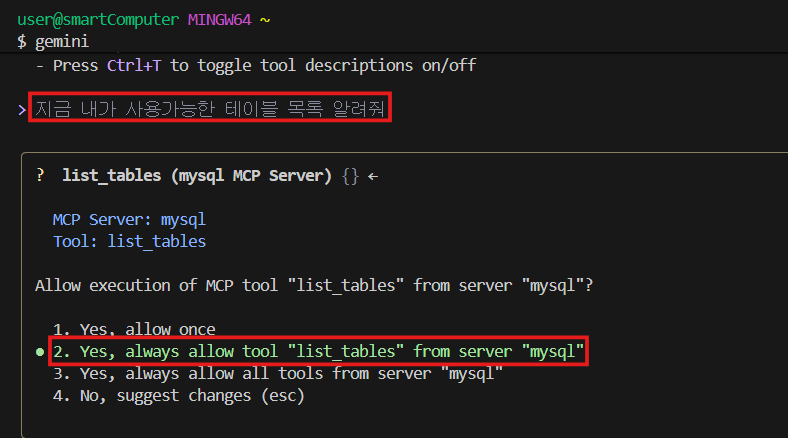 user@smartComputer MINGW64 ~
$ gemini
- Press Ctrl+T to toggle tool descriptions on/off
> 지금 내가 사용가능한 테이블 목록 알려줘
? list_tables (mysql MCP Server) {} ←
MCP Server: mysql
Tool: list_tables
Allow execution of MCP tool "list_tables" from server "mysql"?
1. Yes, allow once
● 2. Yes, always allow tool "list_tables" from server "mysql"
3. Yes, always allow all tools from server "mysql"
4. No, suggest changes (esc)